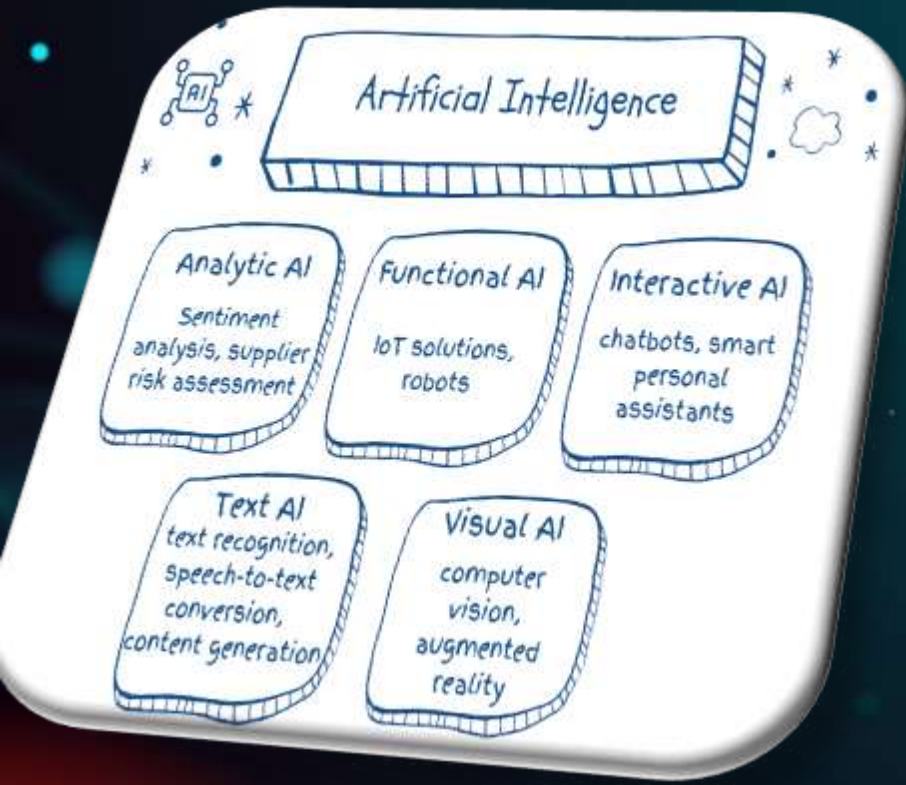 AI
Artificial Intelligence
Analytic AI
Sentiment
analysis, supplier
risk assessment
Functional AI
IoT solutions,
robots
Interactive AI
chatbots, smart
personal
assistants
Text AI
text recognition,
speech-to-text
conversion,
content generation
Visual AI
computer
vision,
augmented
reality